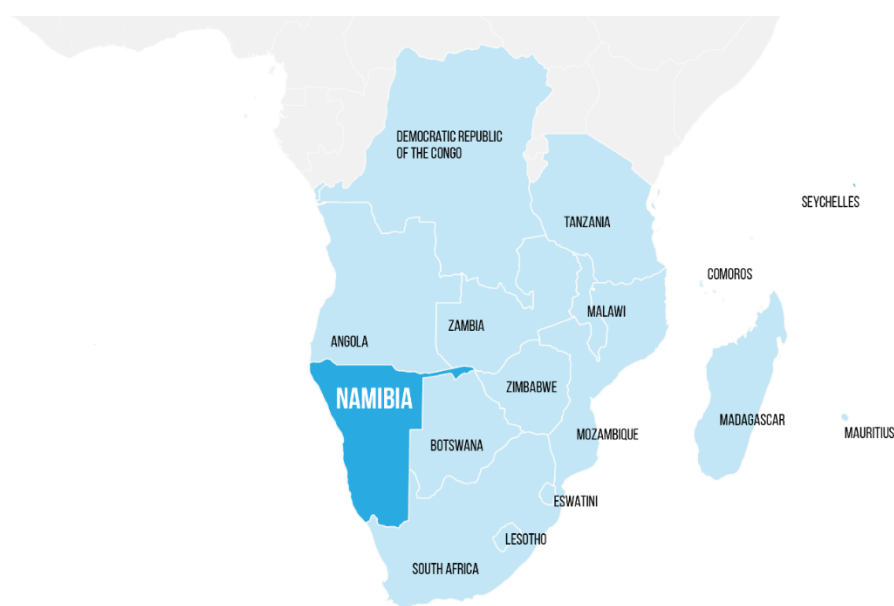 DEMOCRATIC REPUBLIC
OF THE CONGO
SEYCHELLES
TANZANIA
COMOROS
MALAWI
ZAMBIA
ANGOLA
NAMIBIA
ZIMBABWE
MADAGASCAR
MAURITIUS
MOZAMBIQUE
BOTSWANA
ESWATINI
LESOTHO
SOUTH AFRICA